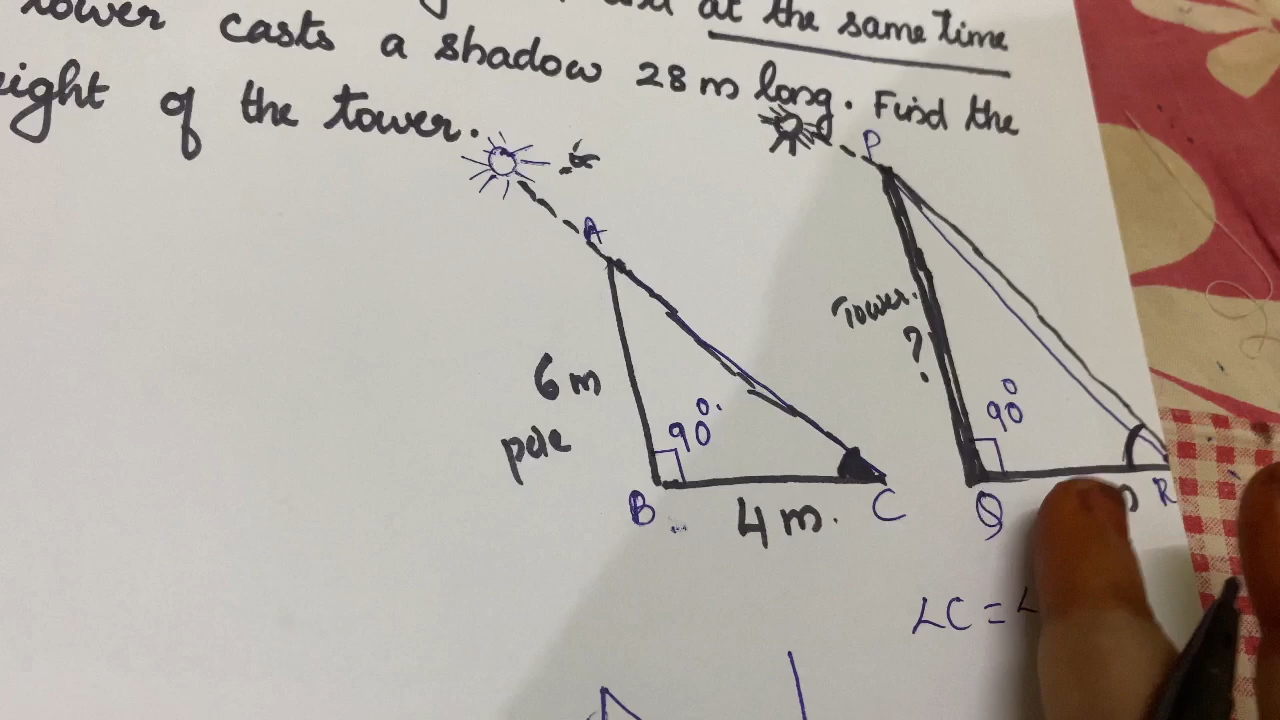 at the same time
tower casts a shadow 28 m long. Find the
of the tower.
P
A
Tower.
?
6 m
pole
90°.
90°
B
4 m.
C
Q
R
∠C = ∠